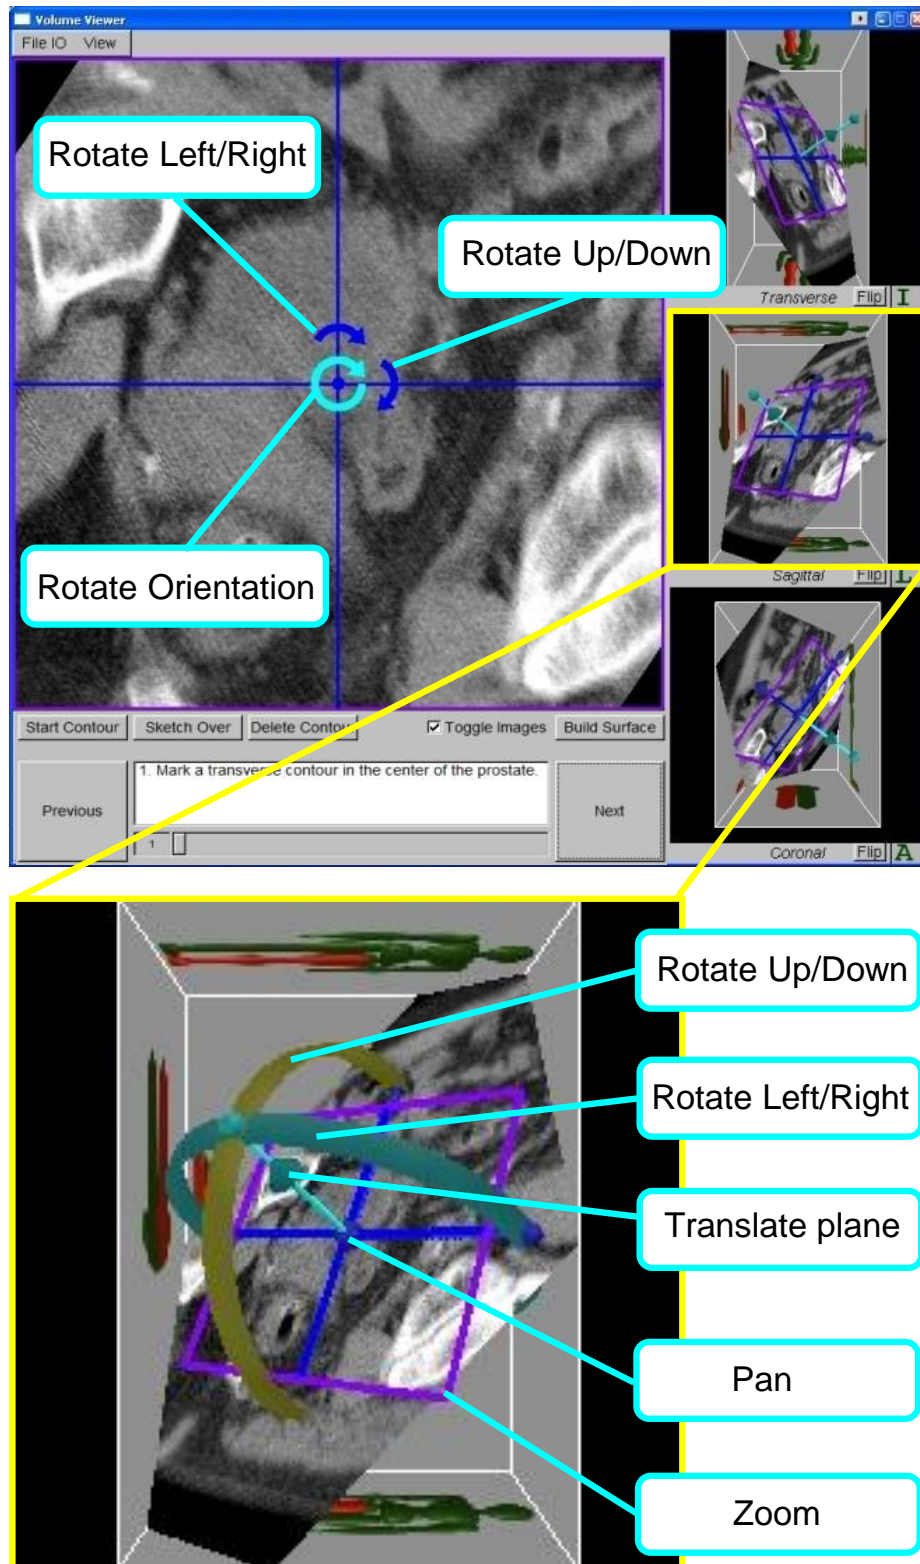 Volume Viewer
File IO View
Rotate Left/Right
Rotate Up/Down
Rotate Orientation
Transverse Flip I
Sagittal Flip L
Start Contour Sketch Over Delete Contour Toggle Images Build Surface
Previous
1. Mark a transverse contour in the center of the prostate.
Next
1
Coronal Flip A
Rotate Up/Down
Rotate Left/Right
Translate plane
Pan
Zoom